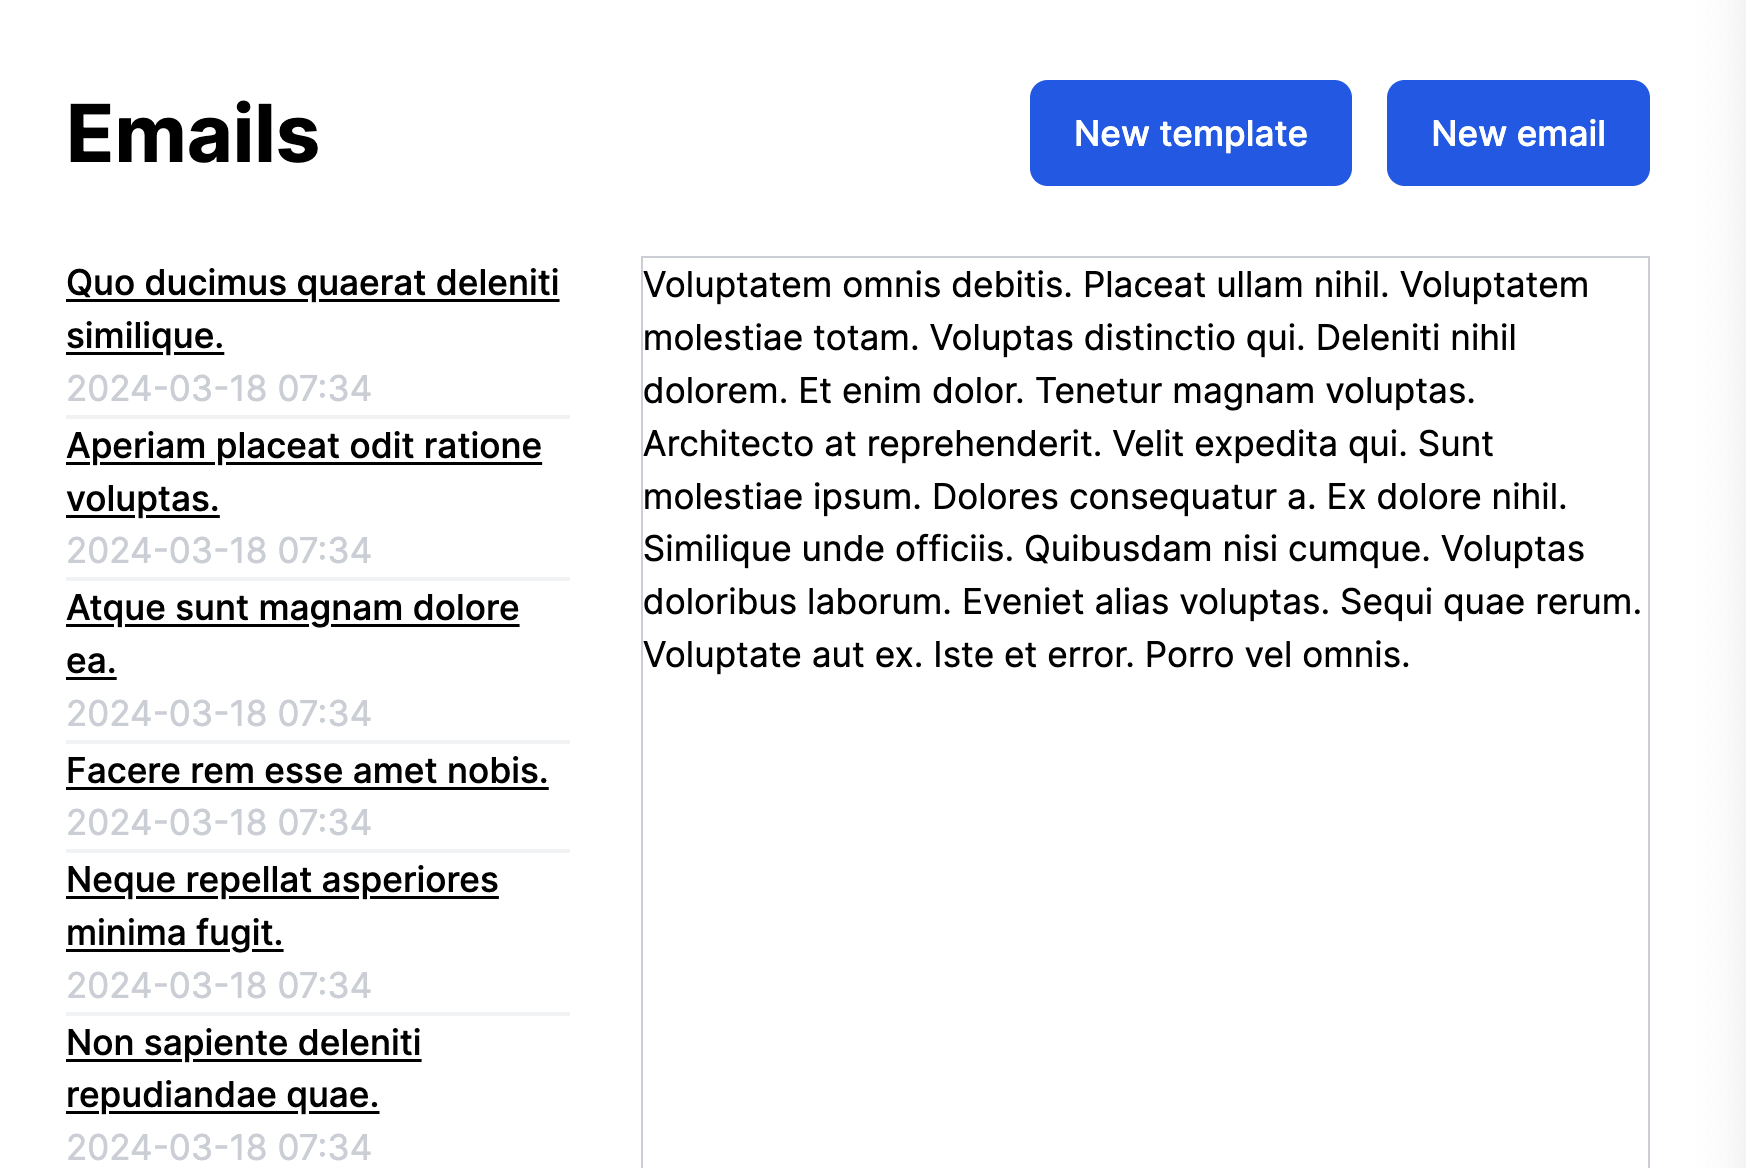 Emails
New template
New email
Quo ducimus quaerat deleniti
similique.
2024-03-18 07:34
Aperiam placeat odit ratione
voluptas.
2024-03-18 07:34
Atque sunt magnam dolore
ea.
2024-03-18 07:34
Facere rem esse amet nobis.
2024-03-18 07:34
Neque repellat asperiores
minima fugit.
2024-03-18 07:34
Non sapiente deleniti
repudiandae quae.
2024-03-18 07:34
Voluptatem omnis debitis. Placeat ullam nihil. Voluptatem
molestiae totam. Voluptas distinctio qui. Deleniti nihil
dolorem. Et enim dolor. Tenetur magnam voluptas.
Architecto at reprehenderit. Velit expedita qui. Sunt
molestiae ipsum. Dolores consequatur a. Ex dolore nihil.
Similique unde officiis. Quibusdam nisi cumque. Voluptas
doloribus laborum. Eveniet alias voluptas. Sequi quae rerum.
Voluptate aut ex. Iste et error. Porro vel omnis.